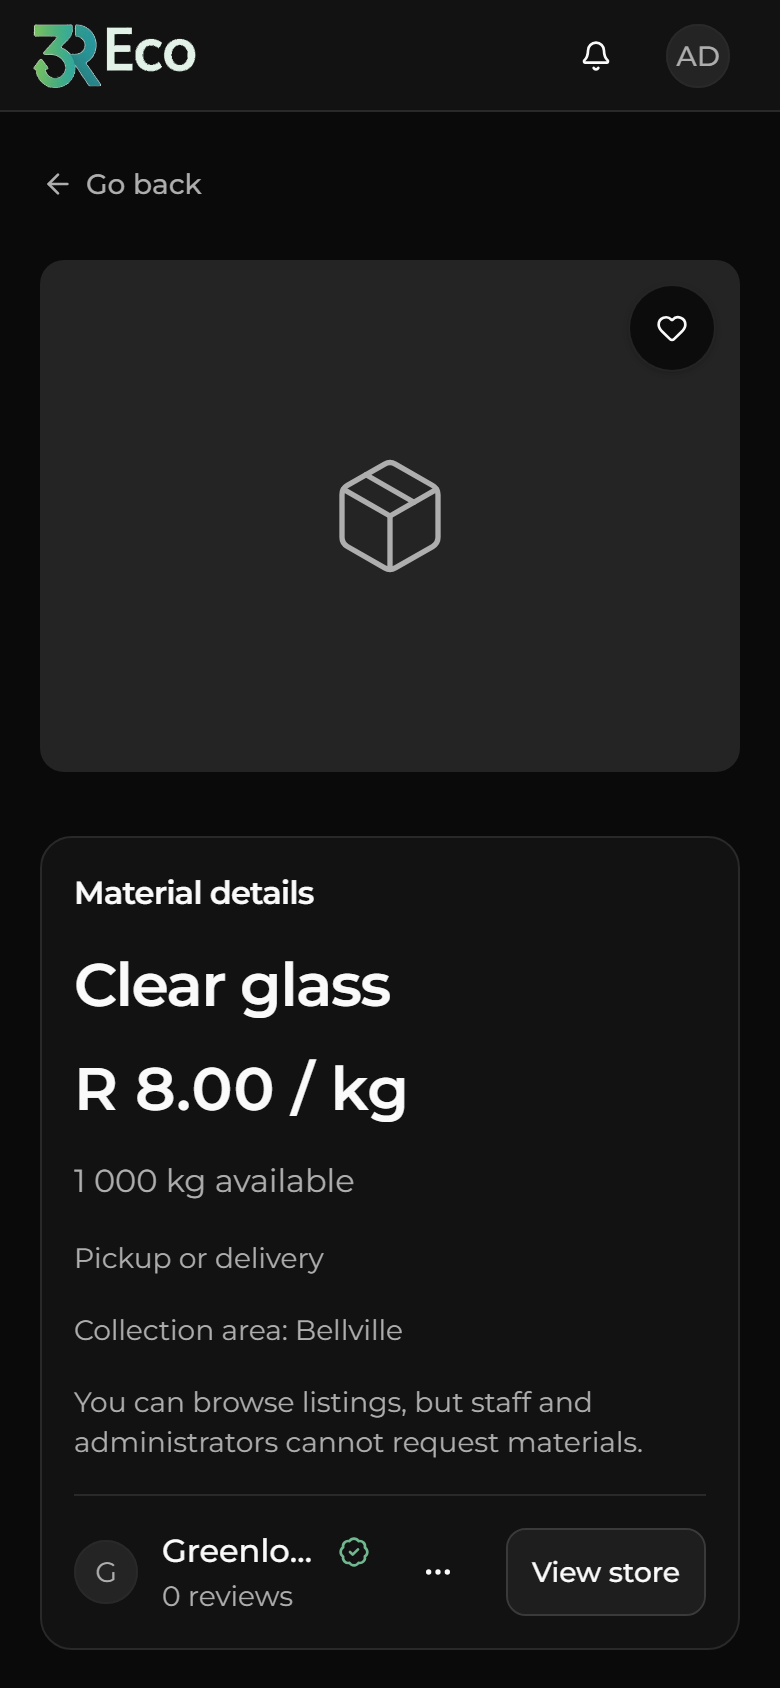 3R Eco
AD
Go back
Material details
Clear glass
R 8.00 / kg
1 000 kg available
Pickup or delivery
Collection area: Bellville
You can browse listings, but staff and
administrators cannot request materials.
G
Greenlo...
0 reviews
...
View store